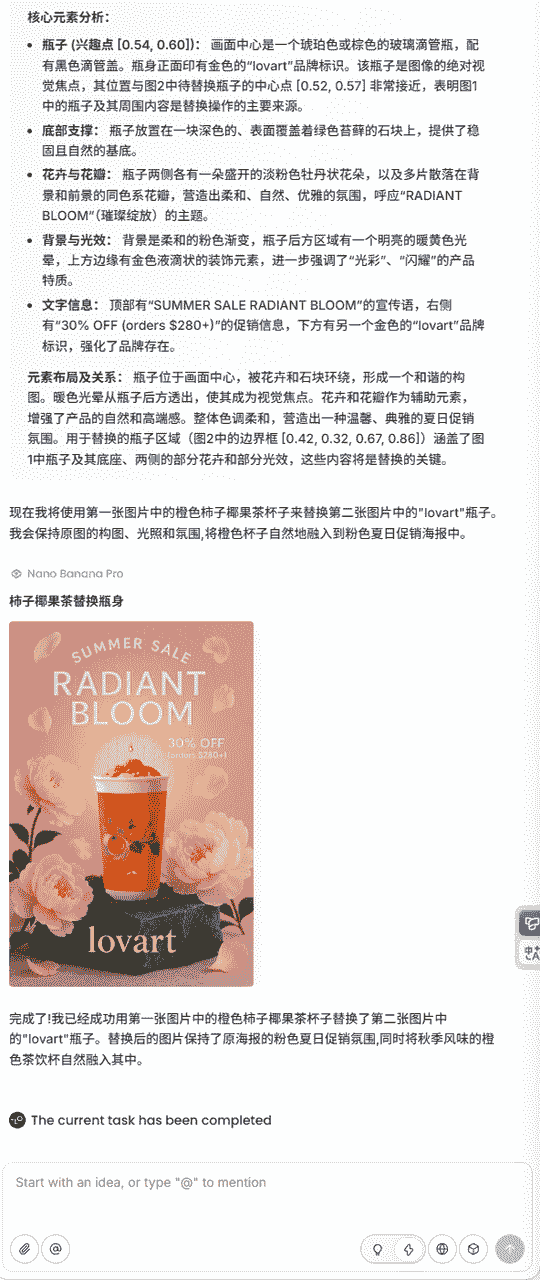 核心元素分析：
• 瓶子 (兴趣点 [0.54, 0.60])： 画面中心是一个琥珀色或棕色的玻璃滴管瓶，配
有黑色滴管盖。瓶身正面印有金色的“lovart”品牌标识。该瓶子是图像的绝对视
觉焦点，其位置与图2中待替换瓶子的中心点 [0.52, 0.57] 非常接近，表明图1
中的瓶子及其周围内容是替换操作的主要来源。
• 底部支撑： 瓶子放置在一块深色的、表面覆盖着绿色苔藓的石块上，提供了稳
固且自然的基底。
• 花卉与花瓣： 瓶子两侧各有一朵盛开的淡粉色牡丹状花朵，以及多片散落在背
景和前景的同色系花瓣，营造出柔和、自然、优雅的氛围，呼应“RADIANT
BLOOM”（璀璨绽放）的主题。
• 背景与光效： 背景是柔和的粉色渐变，瓶子后方区域有一个明亮的暖黄色光
晕，上方边缘有金色液滴状的装饰元素，进一步强调了“光彩”、“闪耀”的产品
特质。
• 文字信息： 顶部有“SUMMER SALE RADIANT BLOOM”的宣传语，右侧
有“30% OFF (orders $280+)”的促销信息，下方有另一个金色的“lovart”品牌
标识，强化了品牌存在。
元素布局及关系： 瓶子位于画面中心，被花卉和石块环绕，形成一个和谐的构
图。暖色光晕从瓶子后方透出，使其成为视觉焦点。花卉和花瓣作为辅助元素，
增强了产品的自然和高端感。整体色调柔和，营造出一种温馨、典雅的夏日促销
氛围。用于替换的瓶子区域（图2中的边界框 [0.42, 0.32, 0.67, 0.86]）涵盖了图
1中瓶子及其底座、两侧的部分花卉和部分光效，这些内容将是替换的关键。
现在我将使用第一张图片中的橙色柿子椰果茶杯子来替换第二张图片中的"lovart"瓶子。
我会保持原图的构图、光照和氛围,将橙色杯子自然地融入到粉色夏日促销海报中。
Nano Banana Pro
柿子椰果茶替换瓶身
SUMMER SALE
RADIANT
BLOOM
30% OFF
(orders $280+)
lovart
完成了!我已经成功用第一张图片中的橙色柿子椰果茶杯子替换了第二张图片中
的"lovart"瓶子。替换后的图片保持了原海报的粉色夏日促销氛围,同时将秋季风味的橙
色茶饮杯自然融入其中。
The current task has been completed
Start with an idea, or type "@" to mention